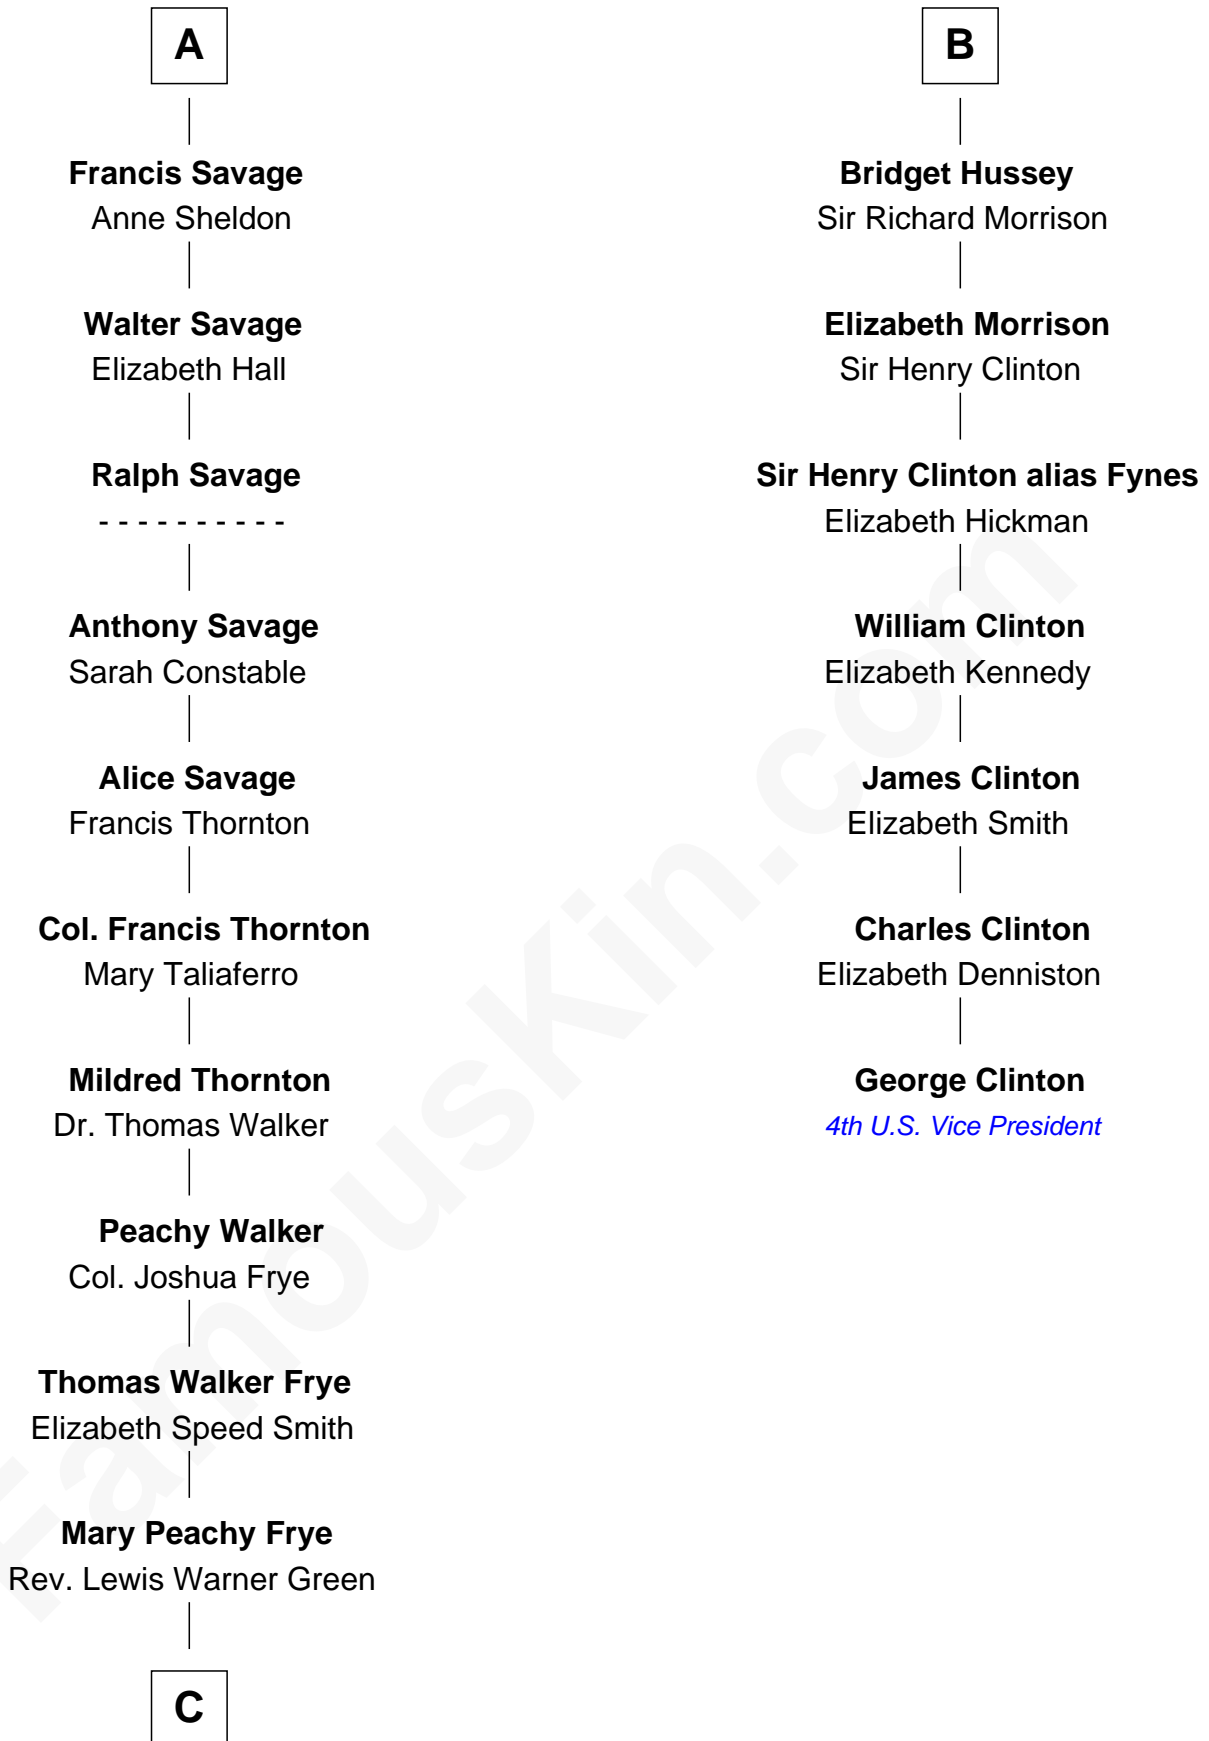 A
Francis Savage
Anne Sheldon
Walter Savage
Elizabeth Hall
Ralph Savage
- - - - - - - - - -
Anthony Savage
Sarah Constable
Alice Savage
Francis Thornton
Col. Francis Thornton
Mary Taliaferro
Mildred Thornton
Dr. Thomas Walker
Peachy Walker
Col. Joshua Frye
Thomas Walker Frye
Elizabeth Speed Smith
Mary Peachy Frye
Rev. Lewis Warner Green
C
B
Bridget Hussey
Sir Richard Morrison
Elizabeth Morrison
Sir Henry Clinton
Sir Henry Clinton alias Fynes
Elizabeth Hickman
William Clinton
Elizabeth Kennedy
James Clinton
Elizabeth Smith
Charles Clinton
Elizabeth Denniston
George Clinton
4th U.S. Vice President
FamousKin.com